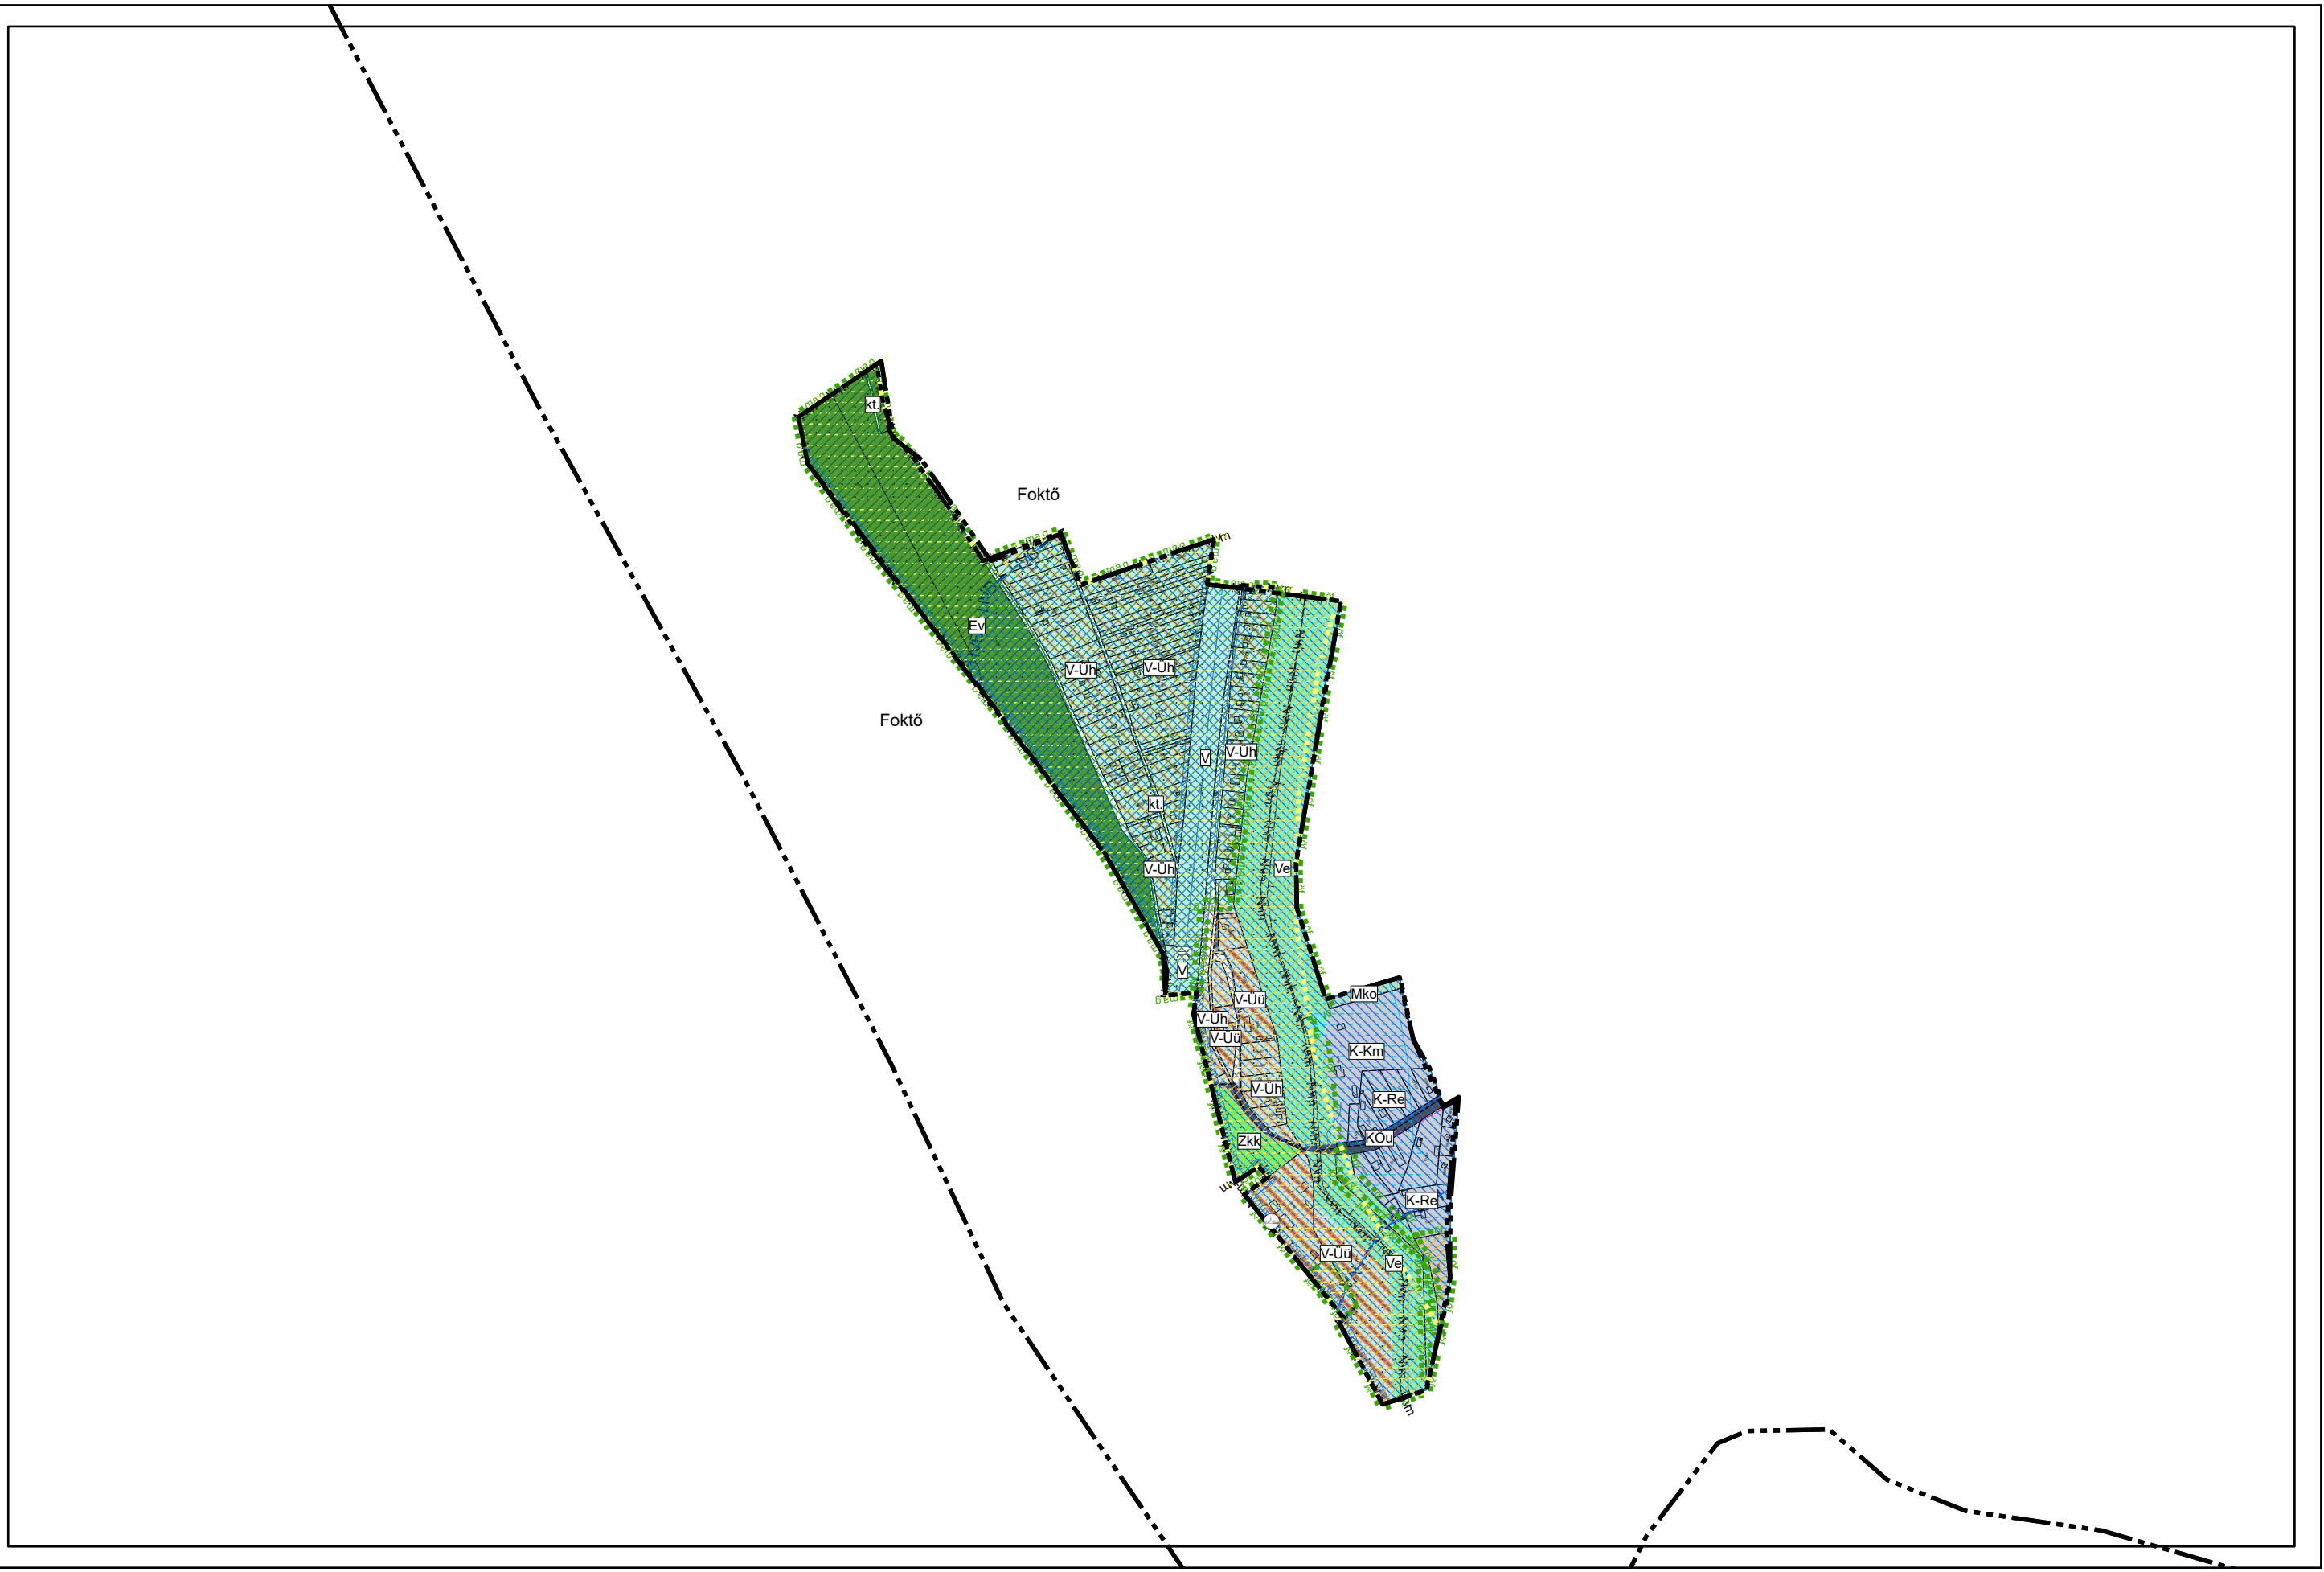 kt.
Foktő
Ev
V-Üh
V-Üh
Foktő
V-Üh
V
kt.
V-Üh
Ve
V
Mko
V-Üü
V-Üh
V-Üü
K-Km
V-Üh
K-Re
KÖu
Zkk
K-Re
V-Üü
Ve